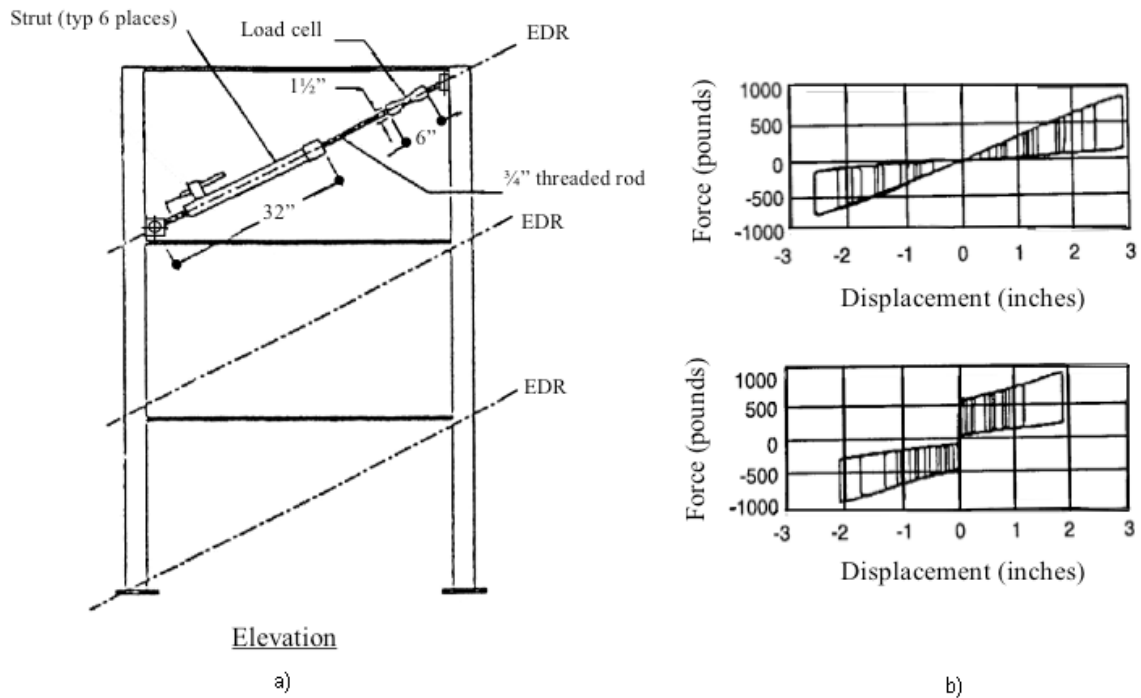 Strut (typ 6 places)
Load cell
EDR
1½”
6”
¾” threaded rod
32”
EDR
EDR
Elevation
a)
Force (pounds)
1000
500
0
-500
-1000
-3 -2 -1 0 1 2 3
Displacement (inches)
Force (pounds)
1000
500
0
-500
-1000
-3 -2 -1 0 1 2 3
Displacement (inches)
b)